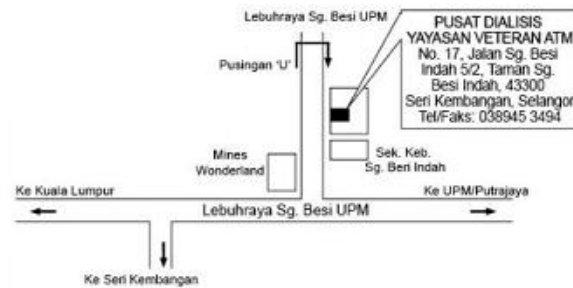 Lebuhraya Sg. Besi UPM
Pusingan 'U'
PUSAT DIALISIS
YAYASAN VETERAN ATM
No. 17, Jalan Sg. Besi
Indah 5/2, Taman Sg.
Besi Indah, 43300
Seri Kembangan, Selangor
Tel/Faks: 038945 3494
Mines
Wonderland
Sek. Keb.
Sg. Beri Indah
Ke Kuala Lumpur
Ke UPM/Putrajaya
Lebuhraya Sg. Besi UPM
Ke Seri Kembangan